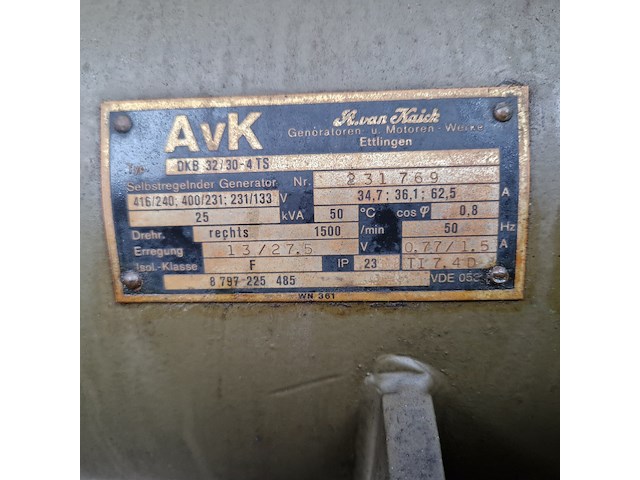 AvK
A. van Kaick
Generatoren u. Motoren - Werke
Ettlingen
Typ DKB 32/30-4 TS
Selbstregelnder Generator Nr. 231769
416/240; 400/231; 231/133 V 34,7; 36,1; 62,5 A
25 kVA 50 °C cos φ 0,8
Drehr. rechts 1500 /min 50 Hz
Erregung 13/27.5 V 0.77/1.5 A
Isol.-Klasse F IP 23 TI 7.4D
8 797-225 485 VDE 053
WN 361